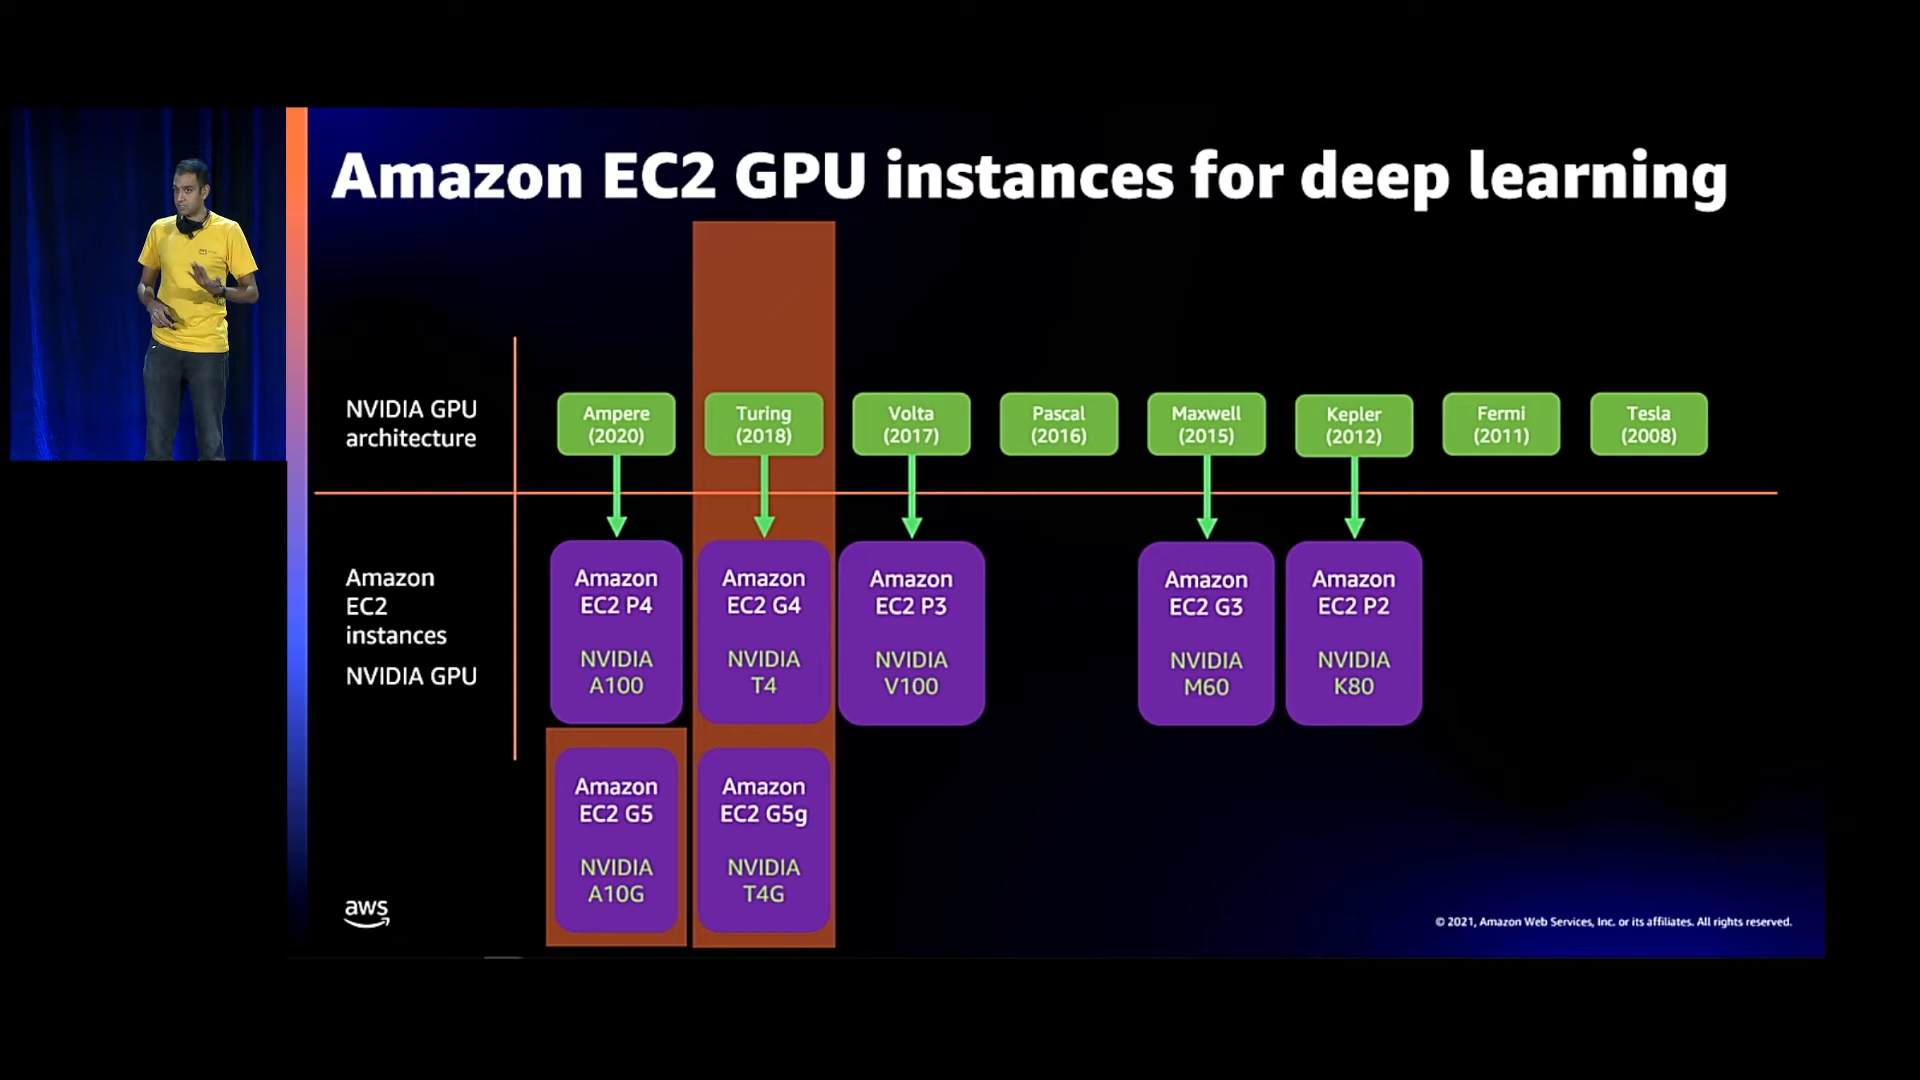 Amazon EC2 GPU instances for deep learning
NVIDIA GPU
architecture
Ampere
(2020)
Turing
(2018)
Volta
(2017)
Pascal
(2016)
Maxwell
(2015)
Kepler
(2012)
Fermi
(2011)
Tesla
(2008)
Amazon
EC2
instances
NVIDIA GPU
Amazon
EC2 P4
NVIDIA
A100
Amazon
EC2 G4
NVIDIA
T4
Amazon
EC2 P3
NVIDIA
V100
Amazon
EC2 G3
NVIDIA
M60
Amazon
EC2 P2
NVIDIA
K80
Amazon
EC2 G5
NVIDIA
A10G
Amazon
EC2 G5g
NVIDIA
T4G
aws
© 2021, Amazon Web Services, Inc. or its affiliates. All rights reserved.